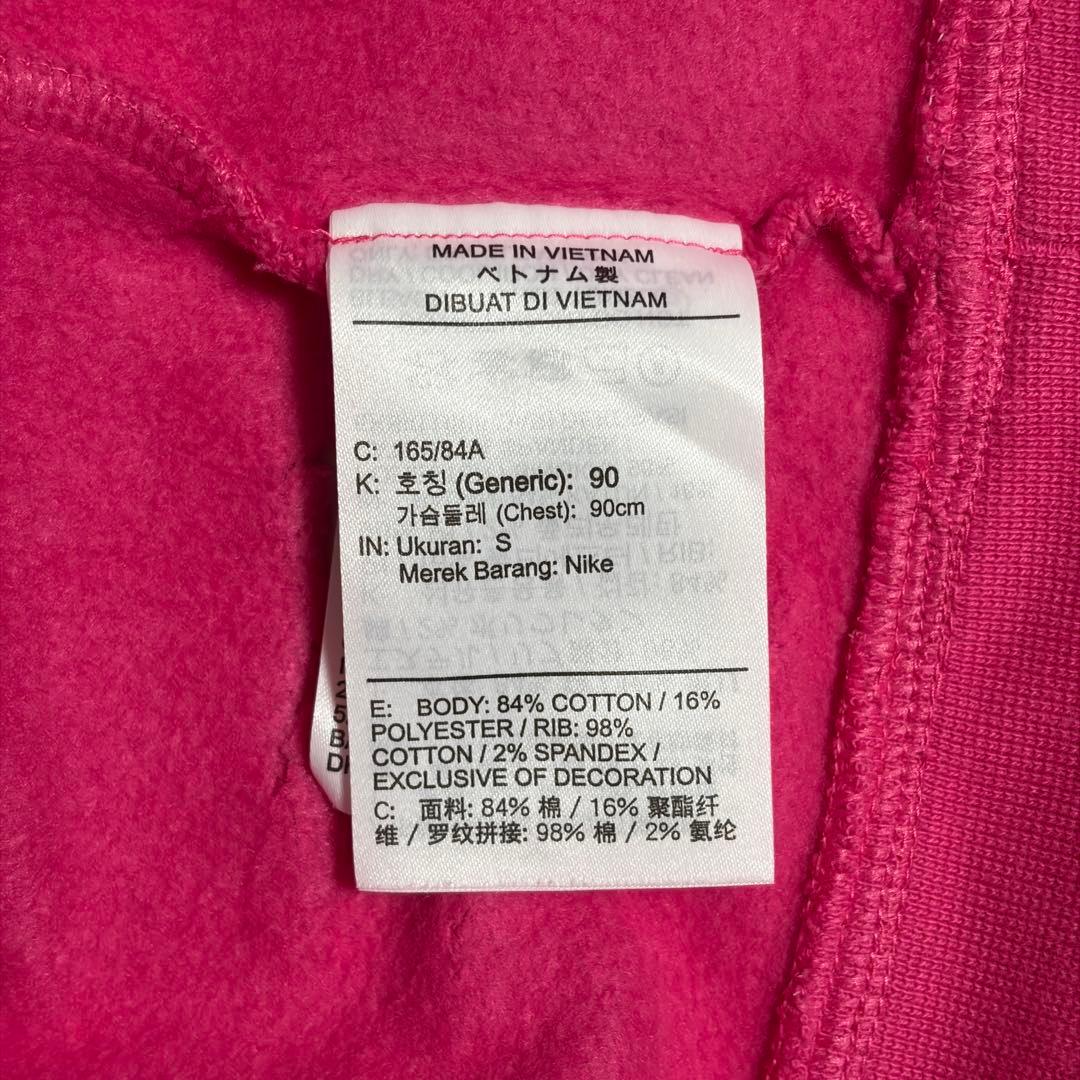 MADE IN VIETNAM
ベトナム製
DIBUAT DI VIETNAM
C: 165/84A
K: 호칭 (Generic): 90
가슴둘레 (Chest): 90cm
IN: Ukuran: S
Merek Barang: Nike
E: BODY: 84% COTTON / 16%
POLYESTER / RIB: 98%
COTTON / 2% SPANDEX /
EXCLUSIVE OF DECORATION
C: 面料: 84% 棉 / 16% 聚酯纤
维 / 罗纹拼接: 98% 棉 / 2% 氨纶